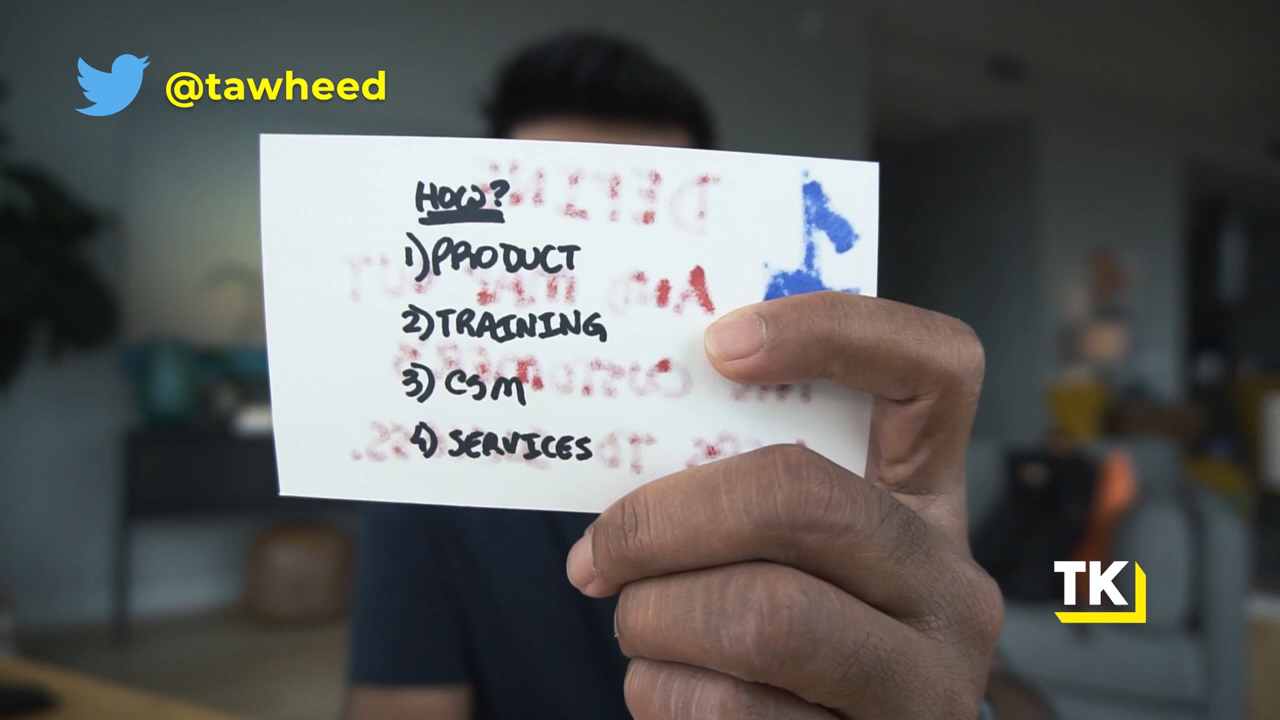 @tawheed
HOW?
1) PRODUCT
2) TRAINING
3) CSM
4) SERVICES
TK